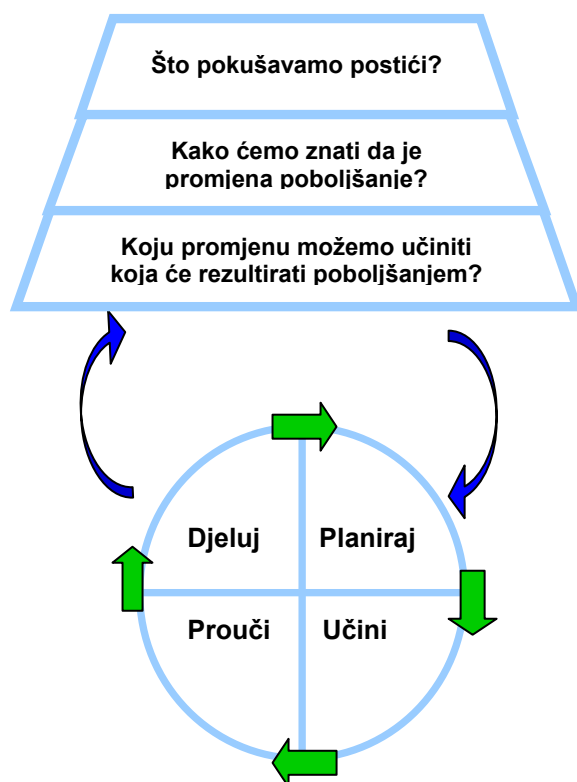 Što pokušavamo postići?
Kako ćemo znati da je
promjena poboljšanje?
Koju promjenu možemo učiniti
koja će rezultirati poboljšanjem?
Djeluj
Planiraj
Prouči
Učini